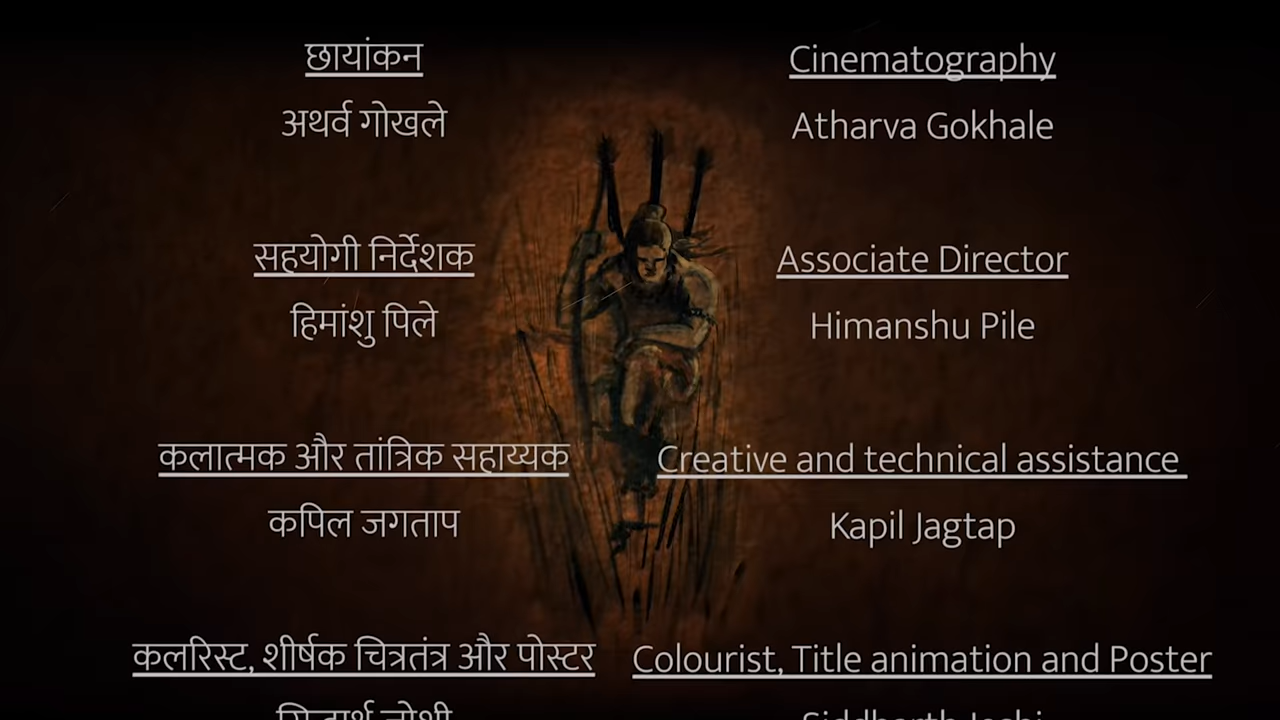 छायांकन
Cinematography
अथर्व गोखले
Atharva Gokhale
सहयोगी निर्देशक
Associate Director
हिमांशु पिले
Himanshu Pile
कलात्मक और तांत्रिक सहाय्यक
Creative and technical assistance
कपिल जगताप
Kapil Jagtap
कलरिस्ट, शीर्षक चित्रतंत्र और पोस्टर
Colourist, Title animation and Poster